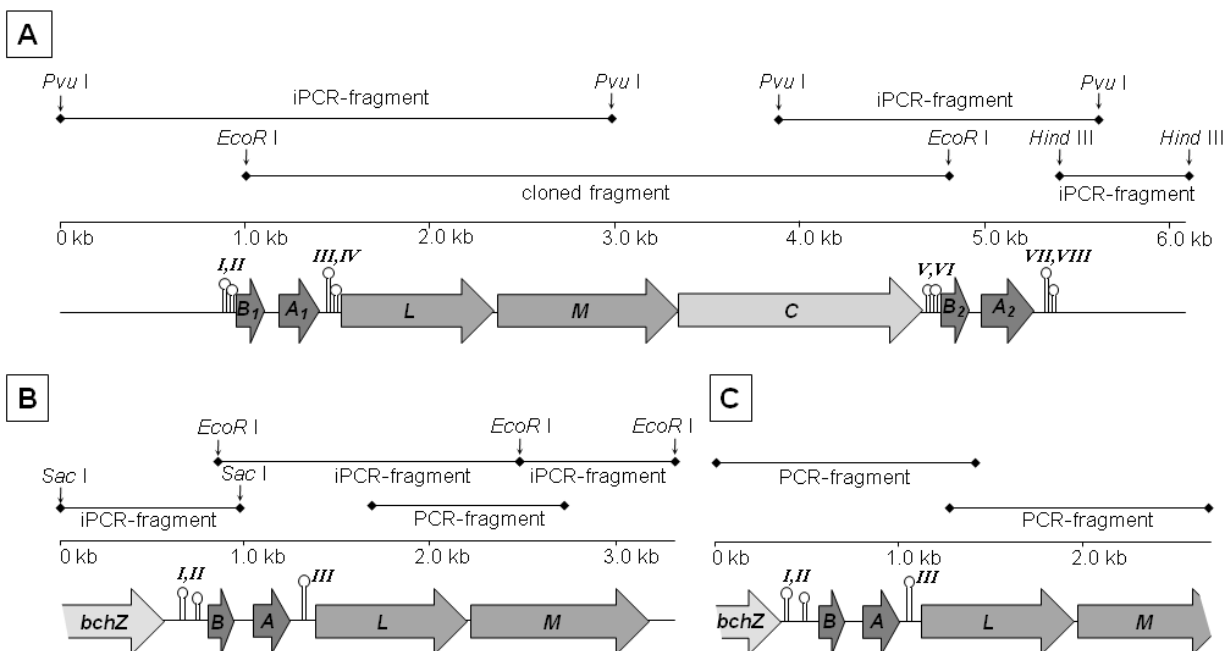 A
Pvu I Pvu I Pvu I Pvu I
iPCR-fragment iPCR-fragment
EcoR I EcoR I Hind III Hind III
cloned fragment iPCR-fragment
0 kb 1.0 kb 2.0 kb 3.0 kb 4.0 kb 5.0 kb 6.0 kb
I,II III,IV V,VI VII,VIII
B1 A1 L M C B2 A2
B
EcoR I EcoR I EcoR I
iPCR-fragment iPCR-fragment
Sac I Sac I
iPCR-fragment PCR-fragment
0 kb 1.0 kb 2.0 kb 3.0 kb
I,II III
bchZ B A L M
C
PCR-fragment
PCR-fragment
0 kb 1.0 kb 2.0 kb
I,II III
bchZ B A L M